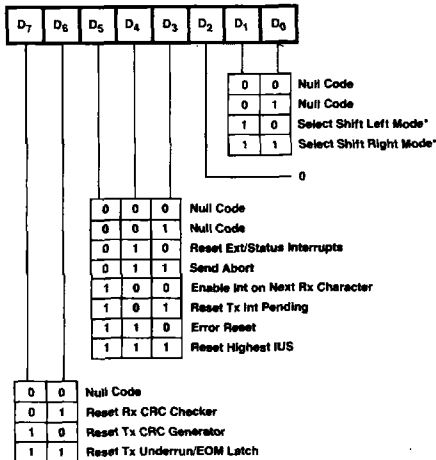 D7 D6 D5 D4 D3 D2 D1 D0
0 0 Null Code
0 1 Null Code
1 0 Select Shift Left Mode*
1 1 Select Shift Right Mode*
0
0 0 0 Null Code
0 0 1 Null Code
0 1 0 Reset Ext/Status Interrupts
0 1 1 Send Abort
1 0 0 Enable Int on Next Rx Character
1 0 1 Reset Tx Int Pending
1 1 0 Error Reset
1 1 1 Reset Highest IUS
0 0 Null Code
0 1 Reset Rx CRC Checker
1 0 Reset Tx CRC Generator
1 1 Reset Tx Underrun/EOM Latch